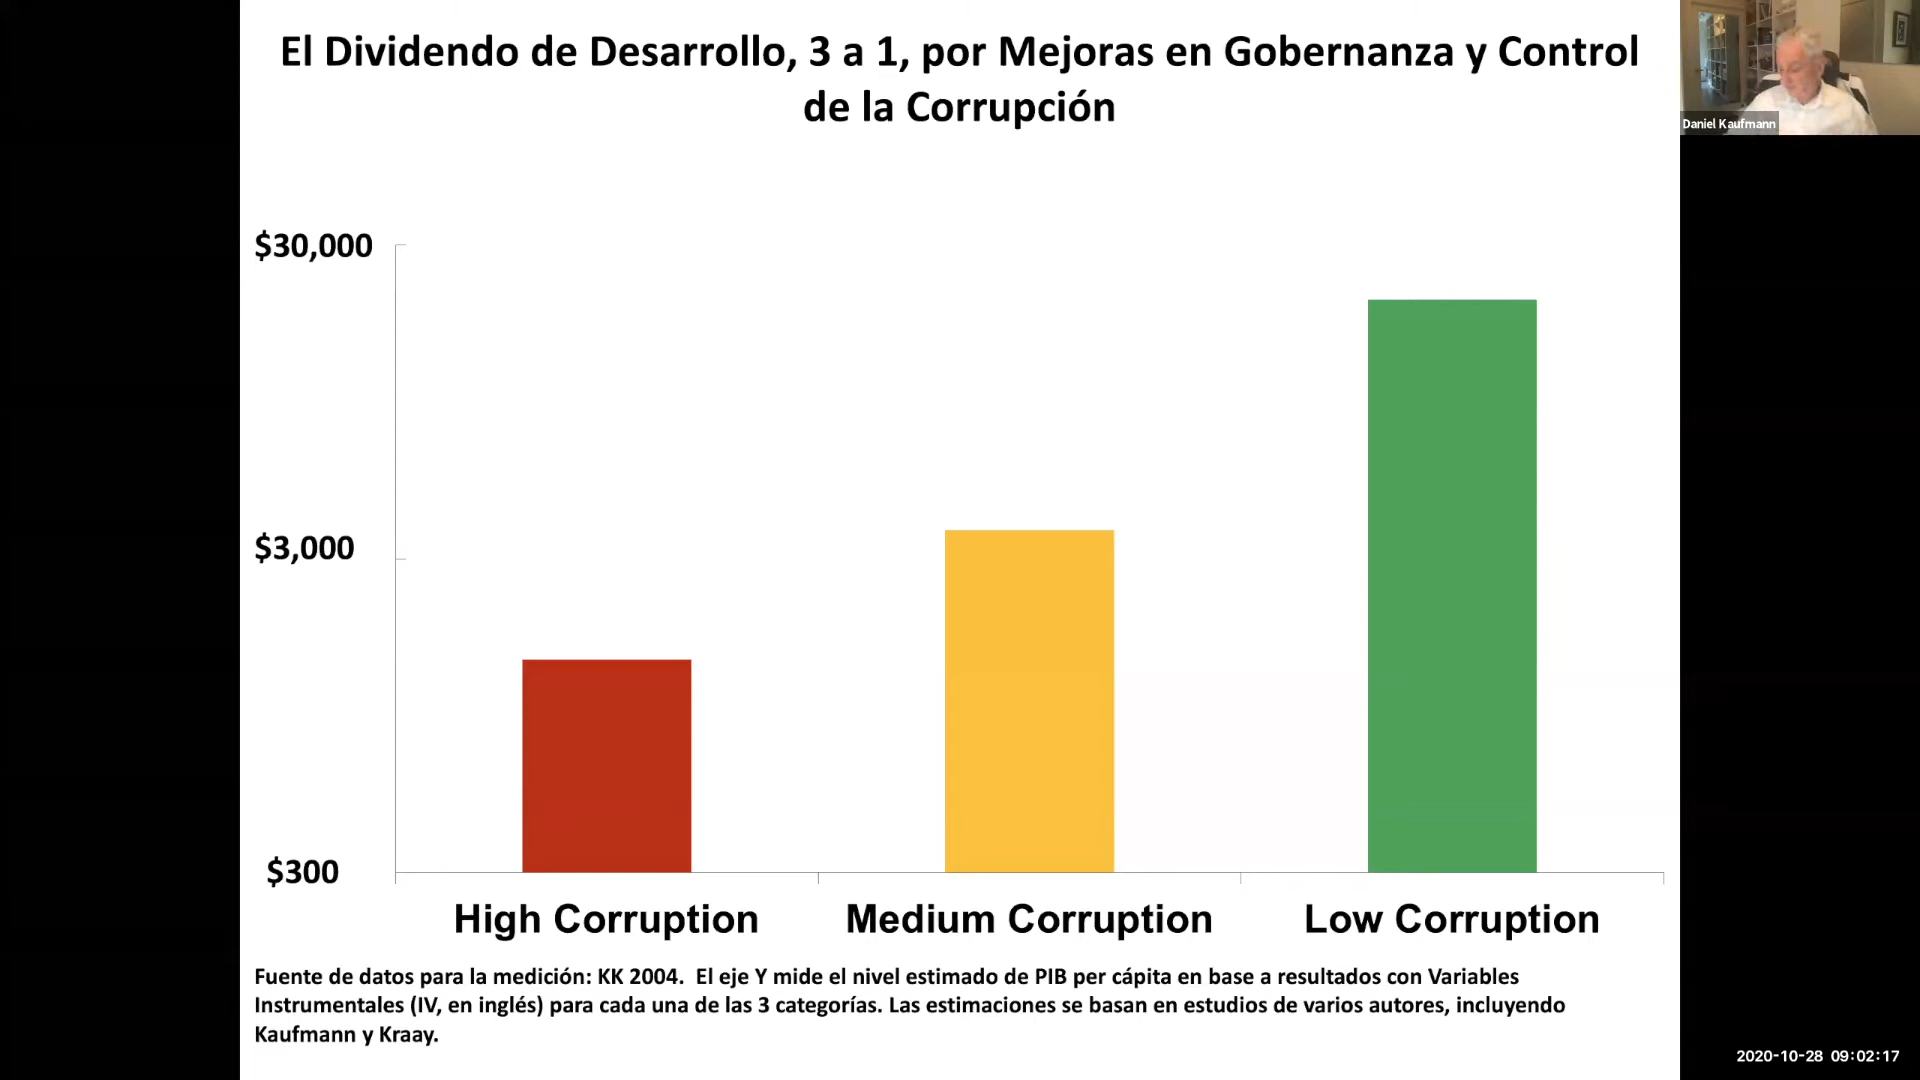 El Dividendo de Desarrollo, 3 a 1, por Mejoras en Gobernanza y Control
de la Corrupción
Daniel Kaufmann
$30,000
$3,000
$300
High Corruption
Medium Corruption
Low Corruption
Fuente de datos para la medición: KK 2004.  El eje Y mide el nivel estimado de PIB per cápita en base a resultados con Variables
Instrumentales (IV, en inglés) para cada una de las 3 categorías. Las estimaciones se basan en estudios de varios autores, incluyendo
Kaufmann y Kraay.
2020-10-28 09:02:17